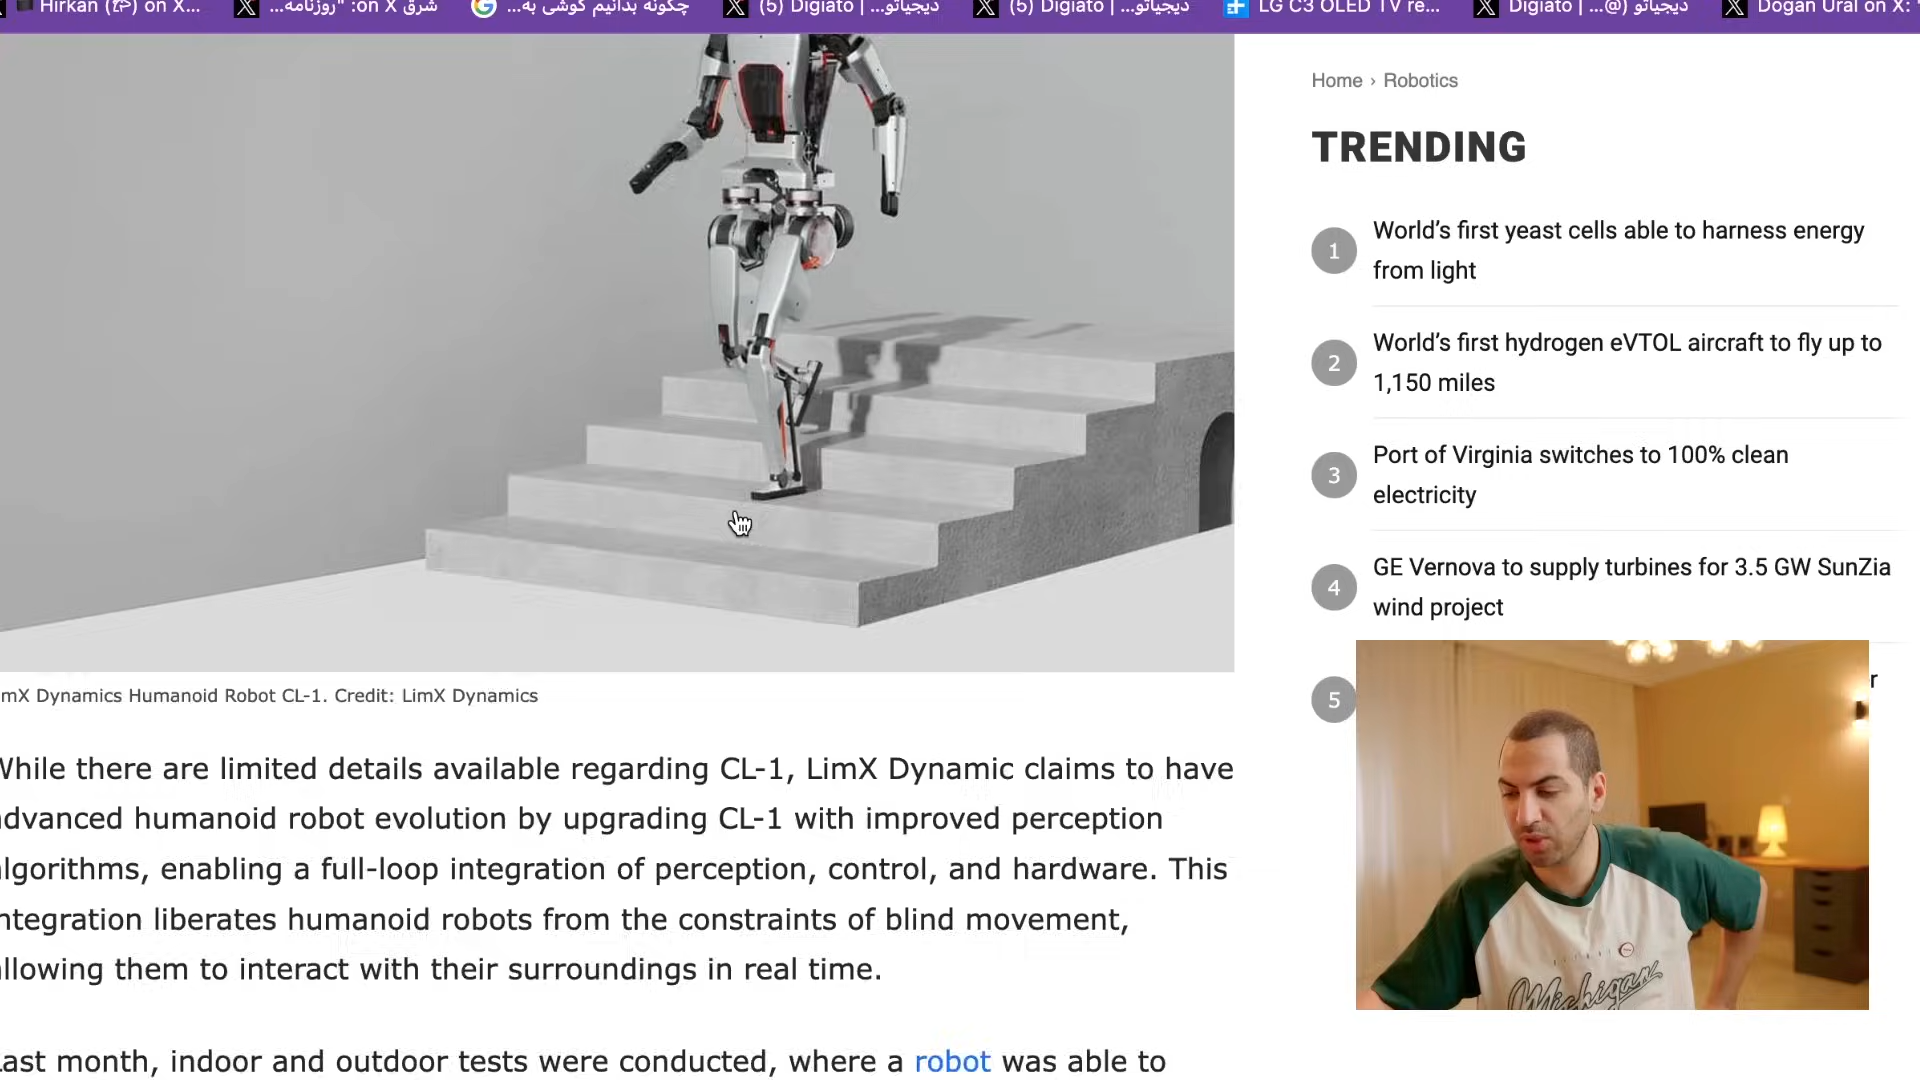 Hirkan (𐬨) on X...
روزنامه" :on X شرق...
چگونه بدانیم گوشی به...
(5) Digiato | دیجیاتو...
(5) Digiato | دیجیاتو...
LG C3 OLED TV re...
Digiato | دیجیاتو (@...
Dogan Ural on X:
Home › Robotics
TRENDING
1
World’s first yeast cells able to harness energy
from light
2
World’s first hydrogen eVTOL aircraft to fly up to
1,150 miles
3
Port of Virginia switches to 100% clean
electricity
4
GE Vernova to supply turbines for 3.5 GW SunZia
wind project
5
r
mX Dynamics Humanoid Robot CL-1. Credit: LimX Dynamics
While there are limited details available regarding CL-1, LimX Dynamic claims to have
advanced humanoid robot evolution by upgrading CL-1 with improved perception
algorithms, enabling a full-loop integration of perception, control, and hardware. This
integration liberates humanoid robots from the constraints of blind movement,
allowing them to interact with their surroundings in real time.
Last month, indoor and outdoor tests were conducted, where a robot was able to
Michigan